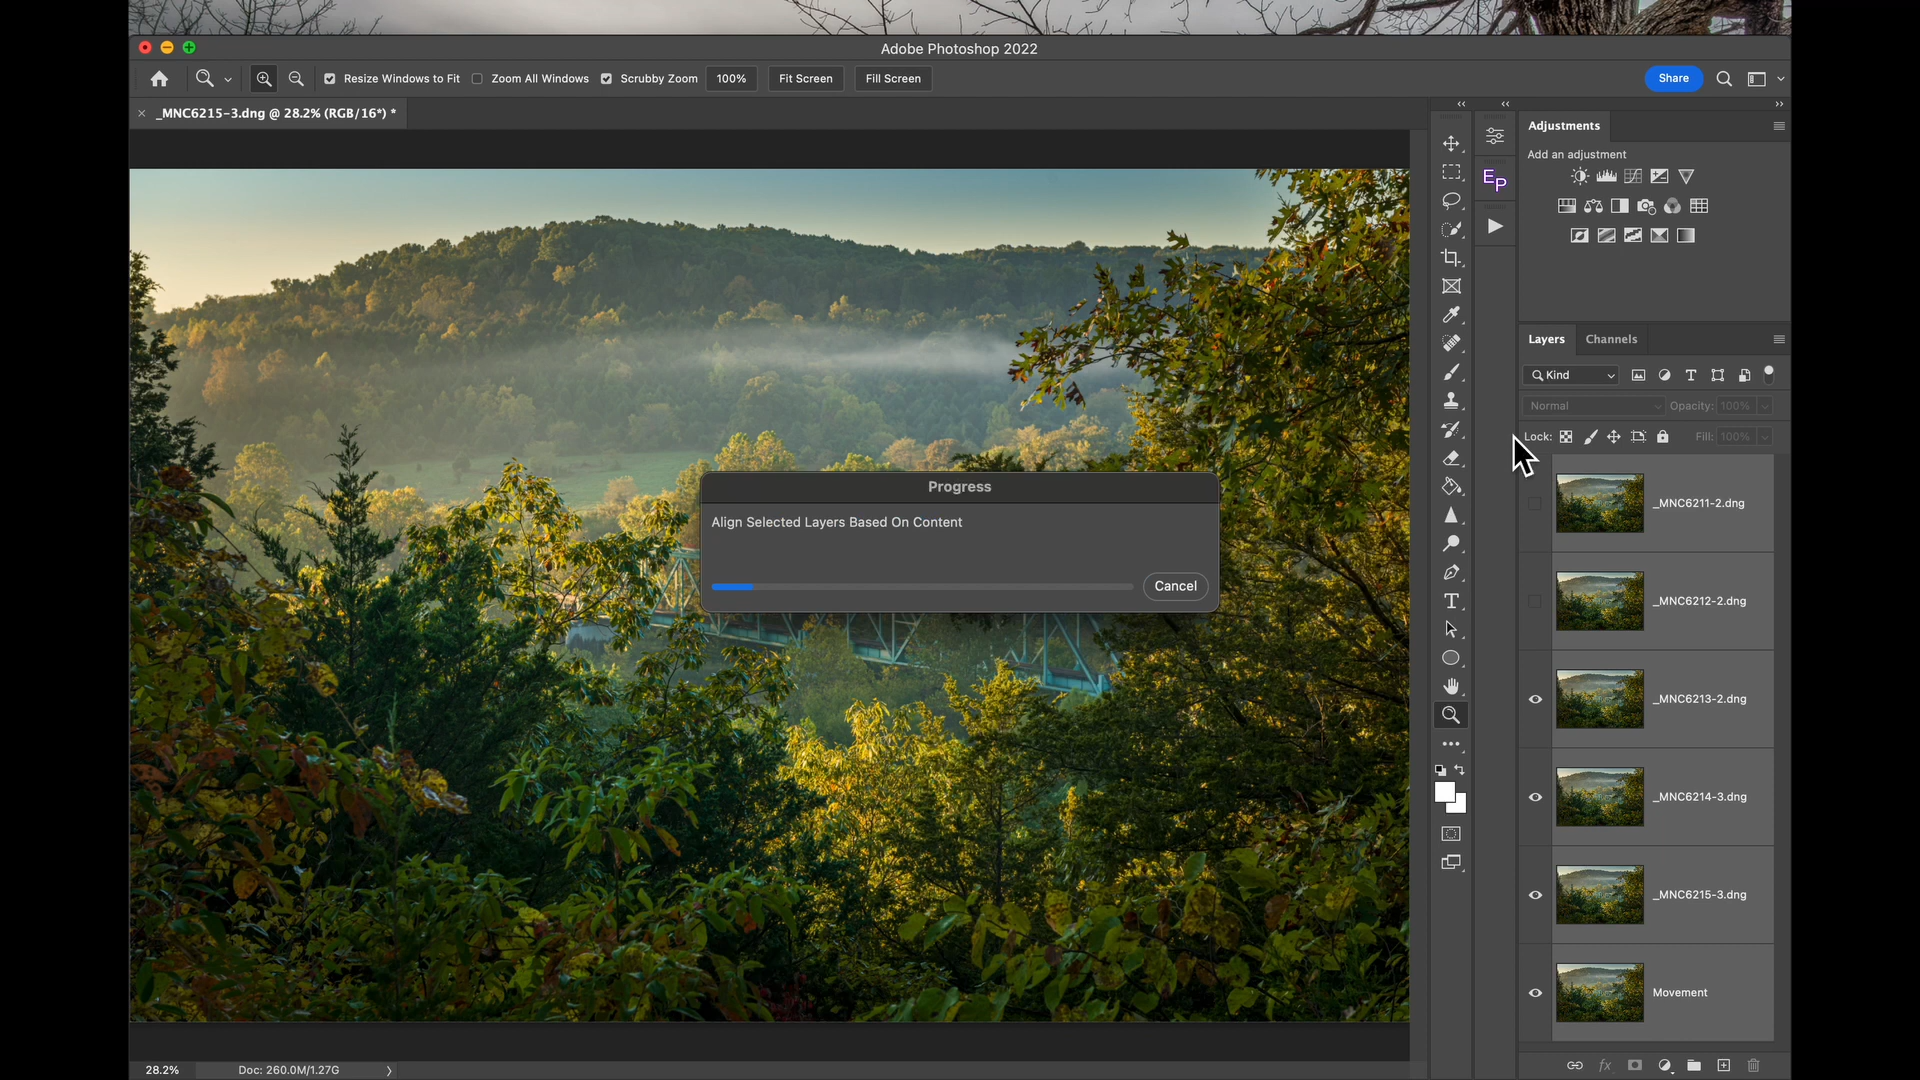 Adobe Photoshop 2022
Resize Windows to Fit Zoom All Windows Scrubby Zoom 100% Fit Screen Fill Screen Share
_MNC6215-3.dng @ 28.2% (RGB/16*) *
Adjustments
Add an adjustment
EP
Layers Channels
Kind
Normal Opacity: 100%
Lock: Fill: 100%
Progress
Align Selected Layers Based On Content
Cancel
_MNC6211-2.dng
_MNC6212-2.dng
_MNC6213-2.dng
_MNC6214-3.dng
_MNC6215-3.dng
Movement
fx
28.2% Doc: 260.0M/1.27G